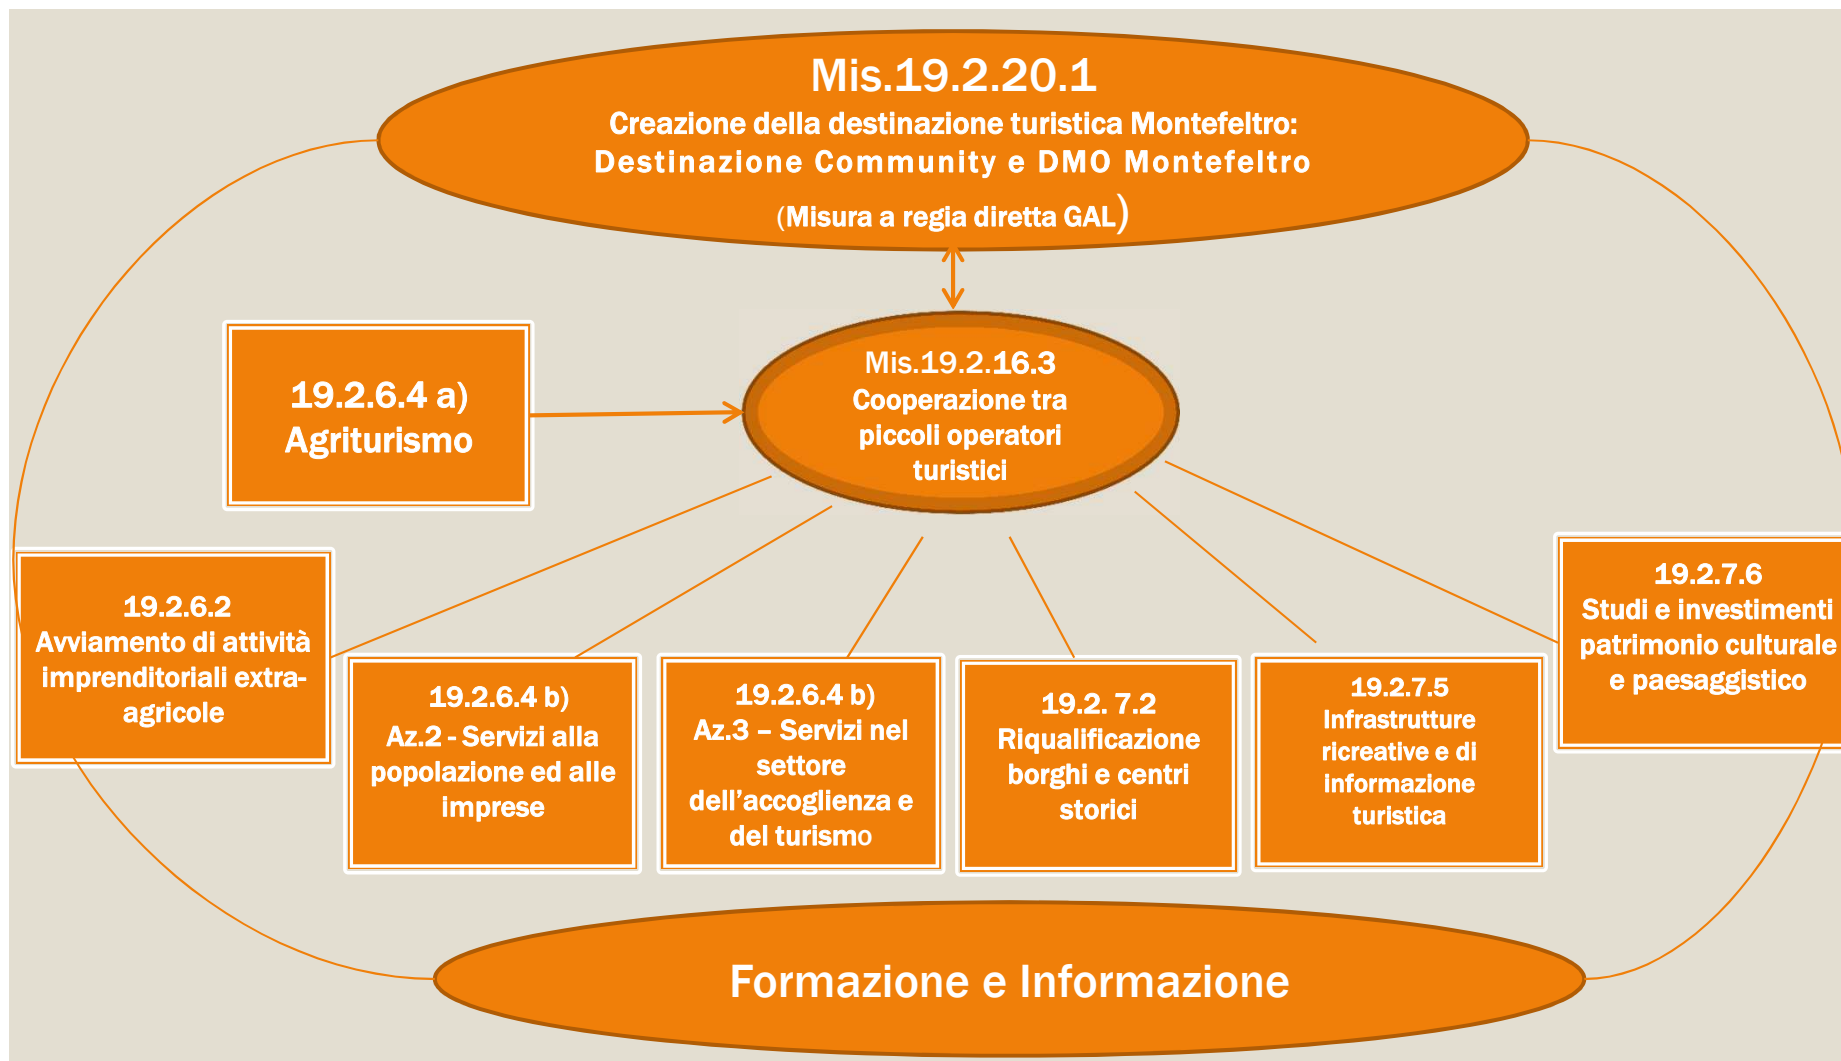 Mis.19.2.20.1
Creazione della destinazione turistica Montefeltro:
Destinazione Community e DMO Montefeltro
(Misura a regia diretta GAL)
Mis.19.2.16.3
Cooperazione tra
piccoli operatori
turistici
19.2.6.4 a)
Agriturismo
19.2.6.2
Avviamento di attività
imprenditoriali extra-
agricole
19.2.6.4 b)
Az.2 - Servizi alla
popolazione ed alle
imprese
19.2.6.4 b)
Az.3 – Servizi nel
settore
dell’accoglienza e
del turismo
19.2. 7.2
Riqualificazione
borghi e centri
storici
19.2.7.5
Infrastrutture
ricreative e di
informazione
turistica
19.2.7.6
Studi e investimenti
patrimonio culturale
e paesaggistico
Formazione e Informazione